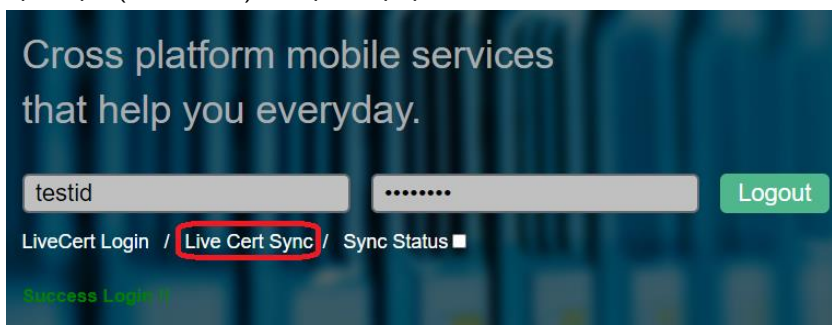 Cross platform mobile services
that help you everyday.
testid
••••••••
Logout
LiveCert Login / Live Cert Sync / Sync Status
Success Login !!